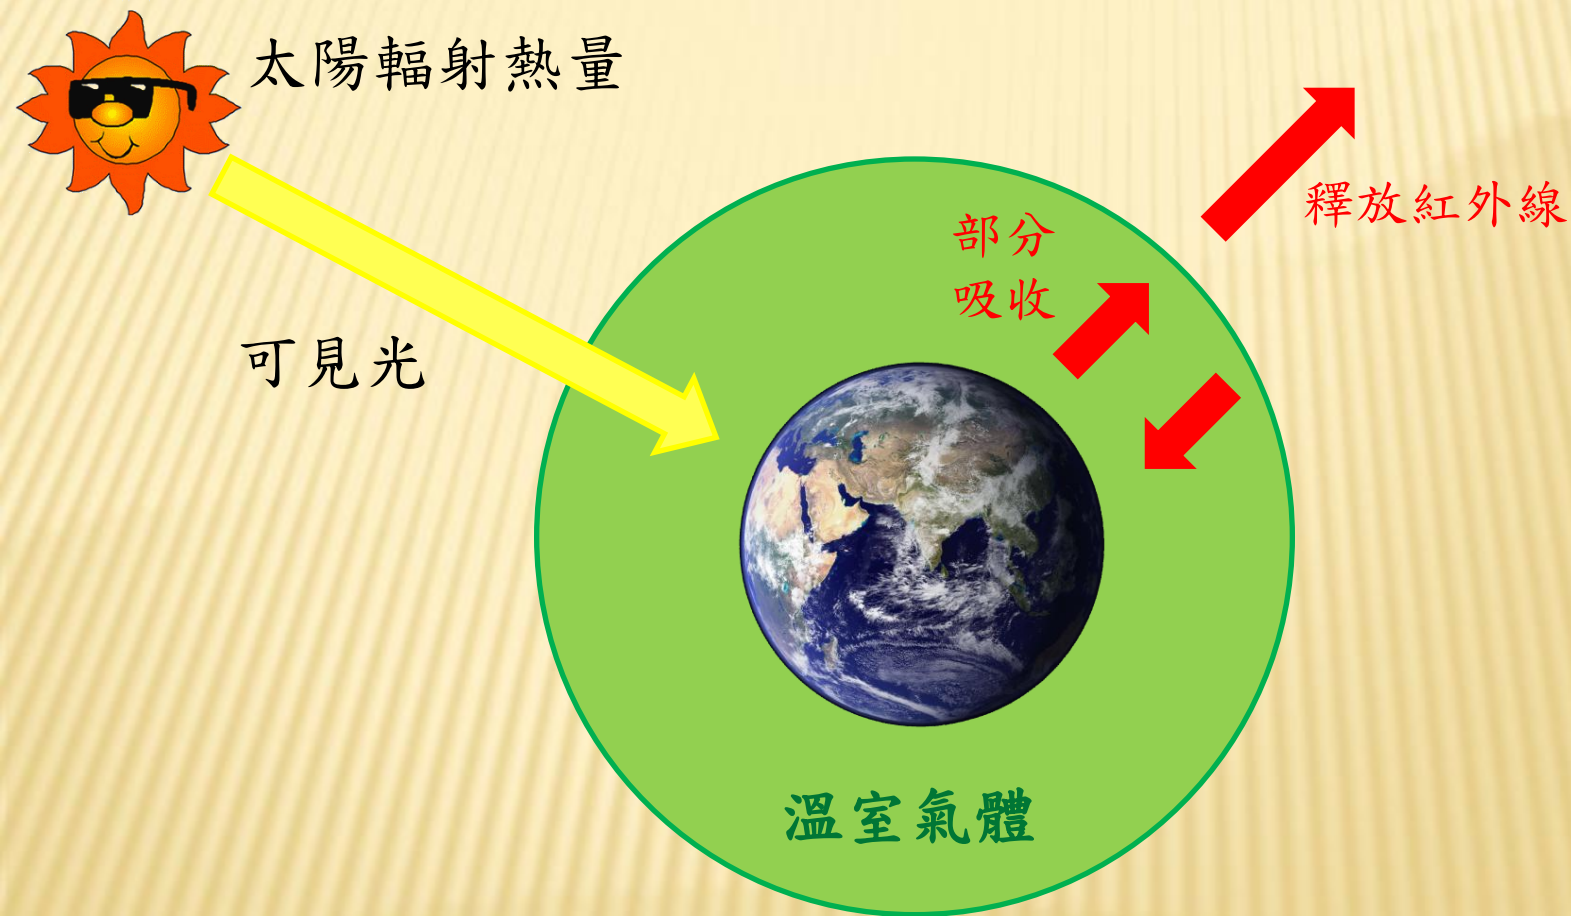 太陽輻射熱量
釋放紅外線
部分
吸收
可見光
溫室氣體